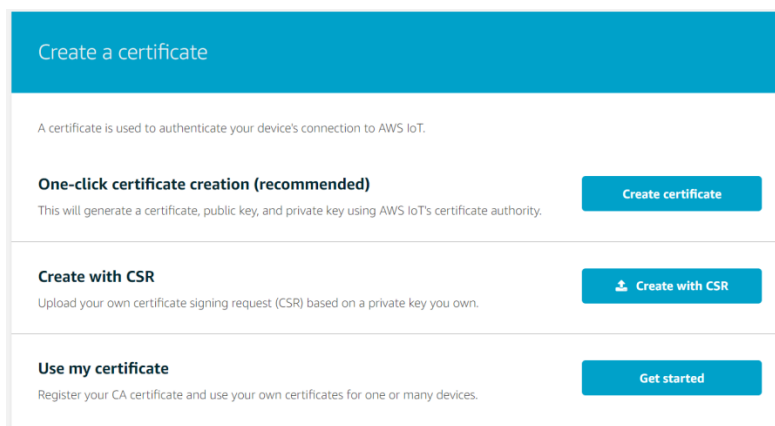 Create a certificate
A certificate is used to authenticate your device's connection to AWS IoT.
One-click certificate creation (recommended)
This will generate a certificate, public key, and private key using AWS IoT's certificate authority.
Create certificate
Create with CSR
Upload your own certificate signing request (CSR) based on a private key you own.
Create with CSR
Use my certificate
Register your CA certificate and use your own certificates for one or many devices.
Get started